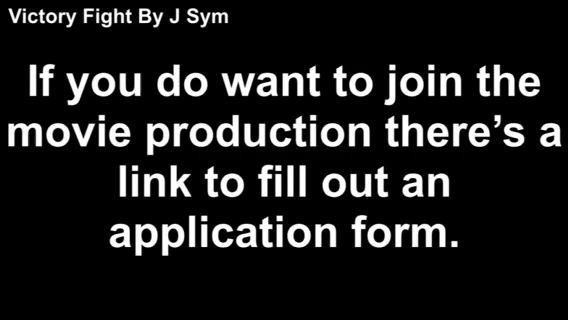 Victory Fight By J Sym
If you do want to join the
movie production there’s a
link to fill out an
application form.